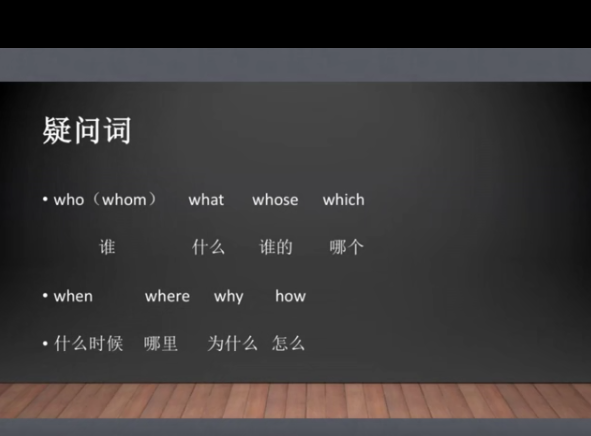 疑问词
• who（whom） what whose which
谁 什么 谁的 哪个
• when where why how
• 什么时候 哪里 为什么 怎么